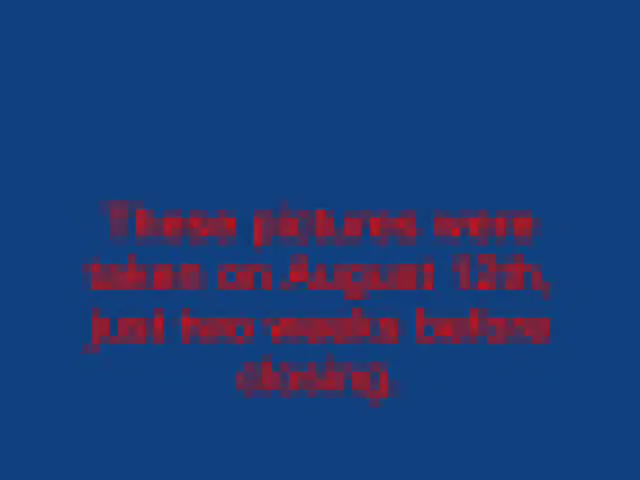 These pictures were
taken on August 12th,
just two weeks before
closing.